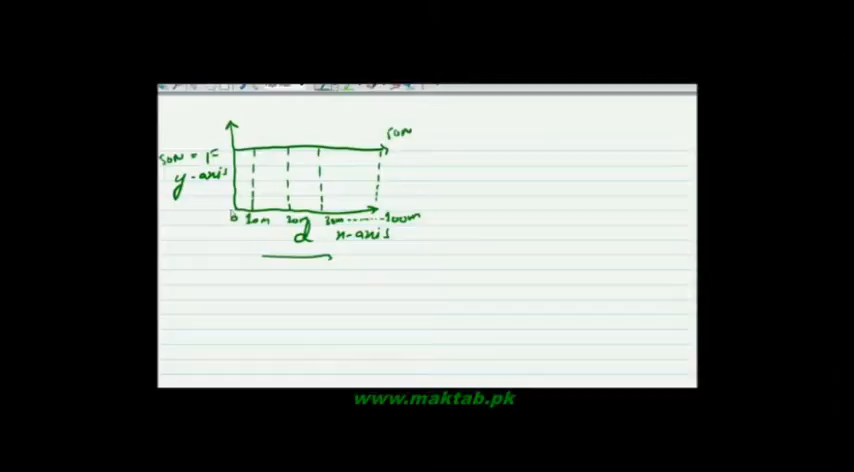 50N
50N = F
y-axis
0 10m 20m 30m ------- 100m
d x-axis
www.maktab.pk